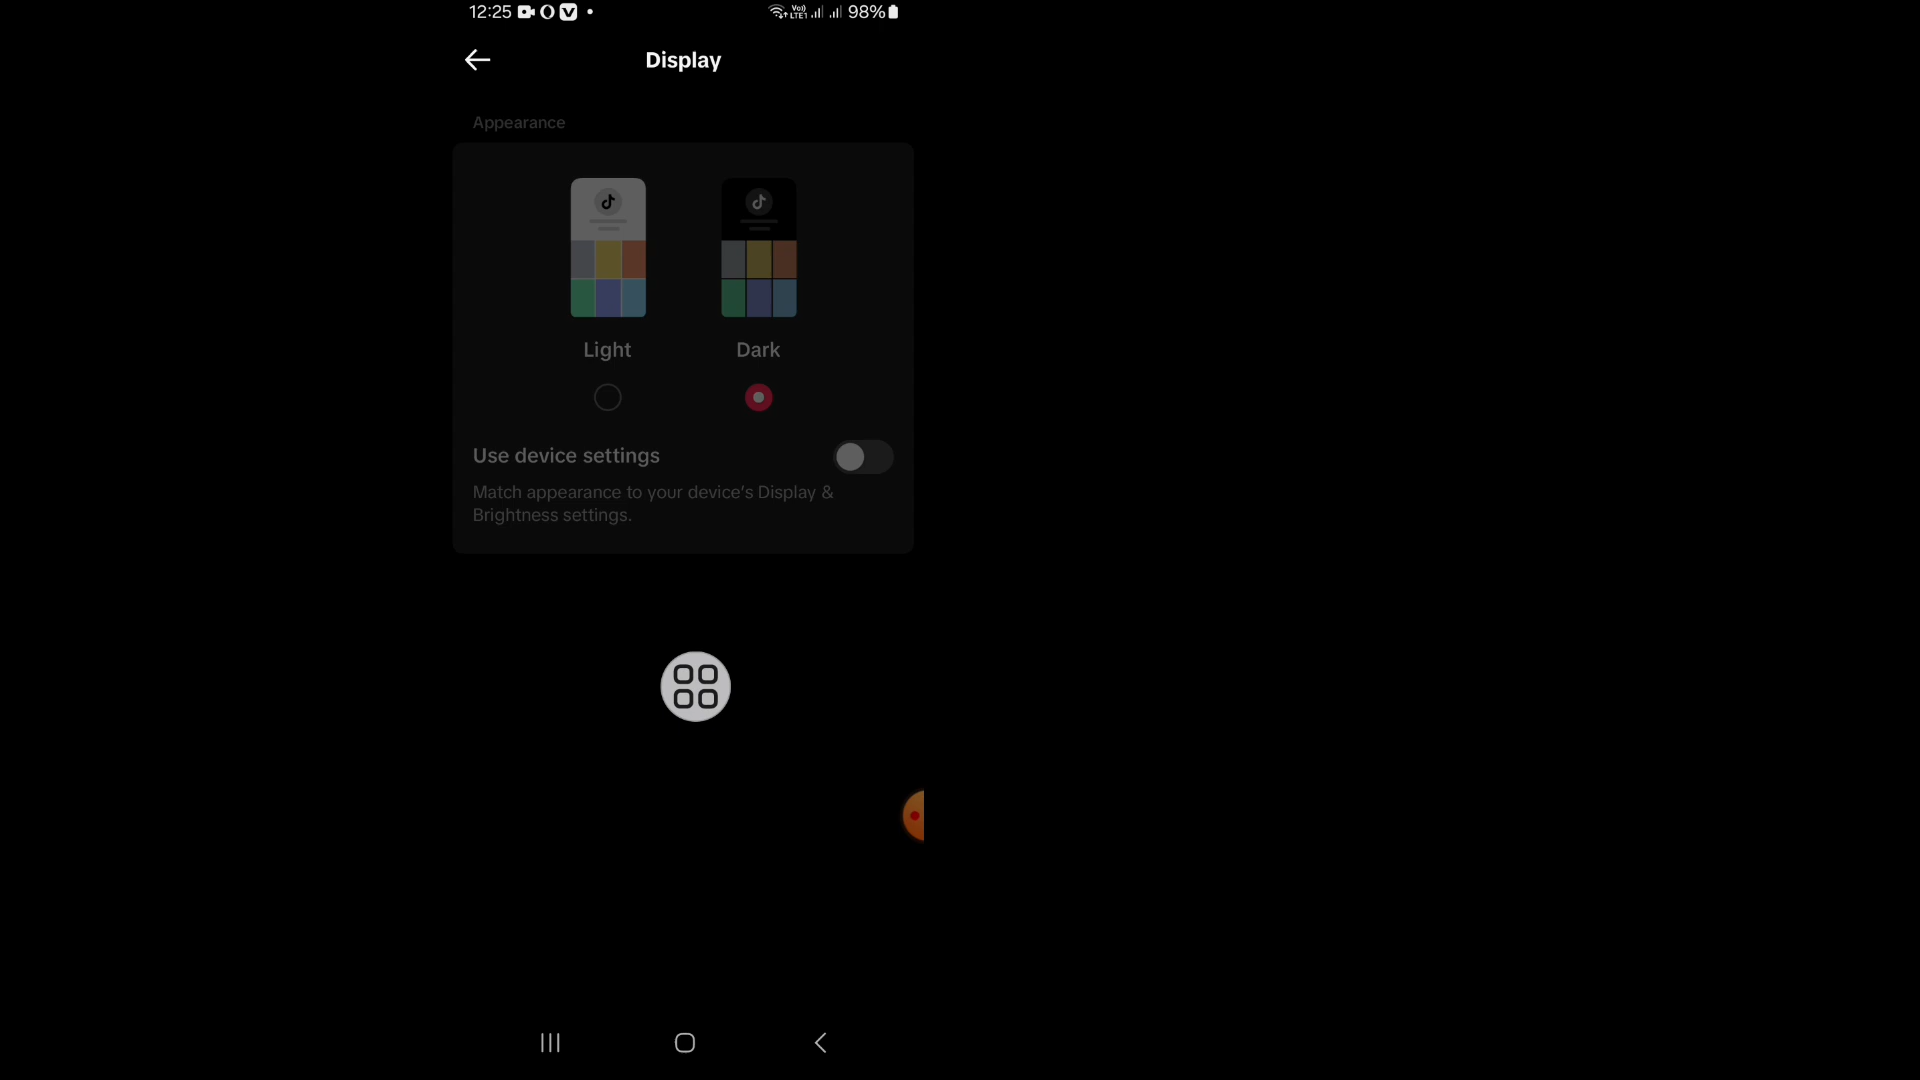 12:25 98%
Display
Appearance
Light Dark
Use device settings
Match appearance to your device's Display &
Brightness settings.